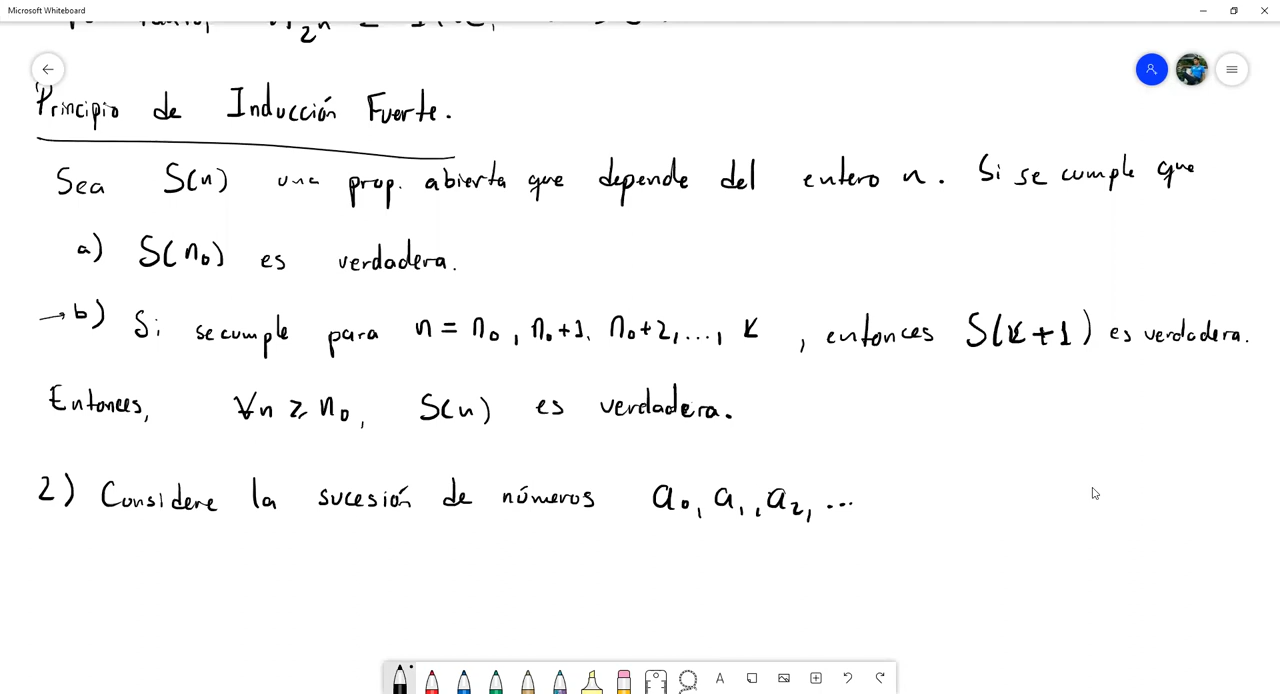 Microsoft Whiteboard
Principio de Inducción Fuerte.
Sea S(n) una prop. abierta que depende del entero n. Si se cumple que
a) S(n₀) es verdadera.
→ b) Si se cumple para n = n₀, n₀+1, n₀+2, ..., K, entonces S(K+1) es verdadera.
Entonces, ∀n ≥ n₀, S(n) es verdadera.
2) Considere la sucesión de números a₀, a₁, a₂, ...